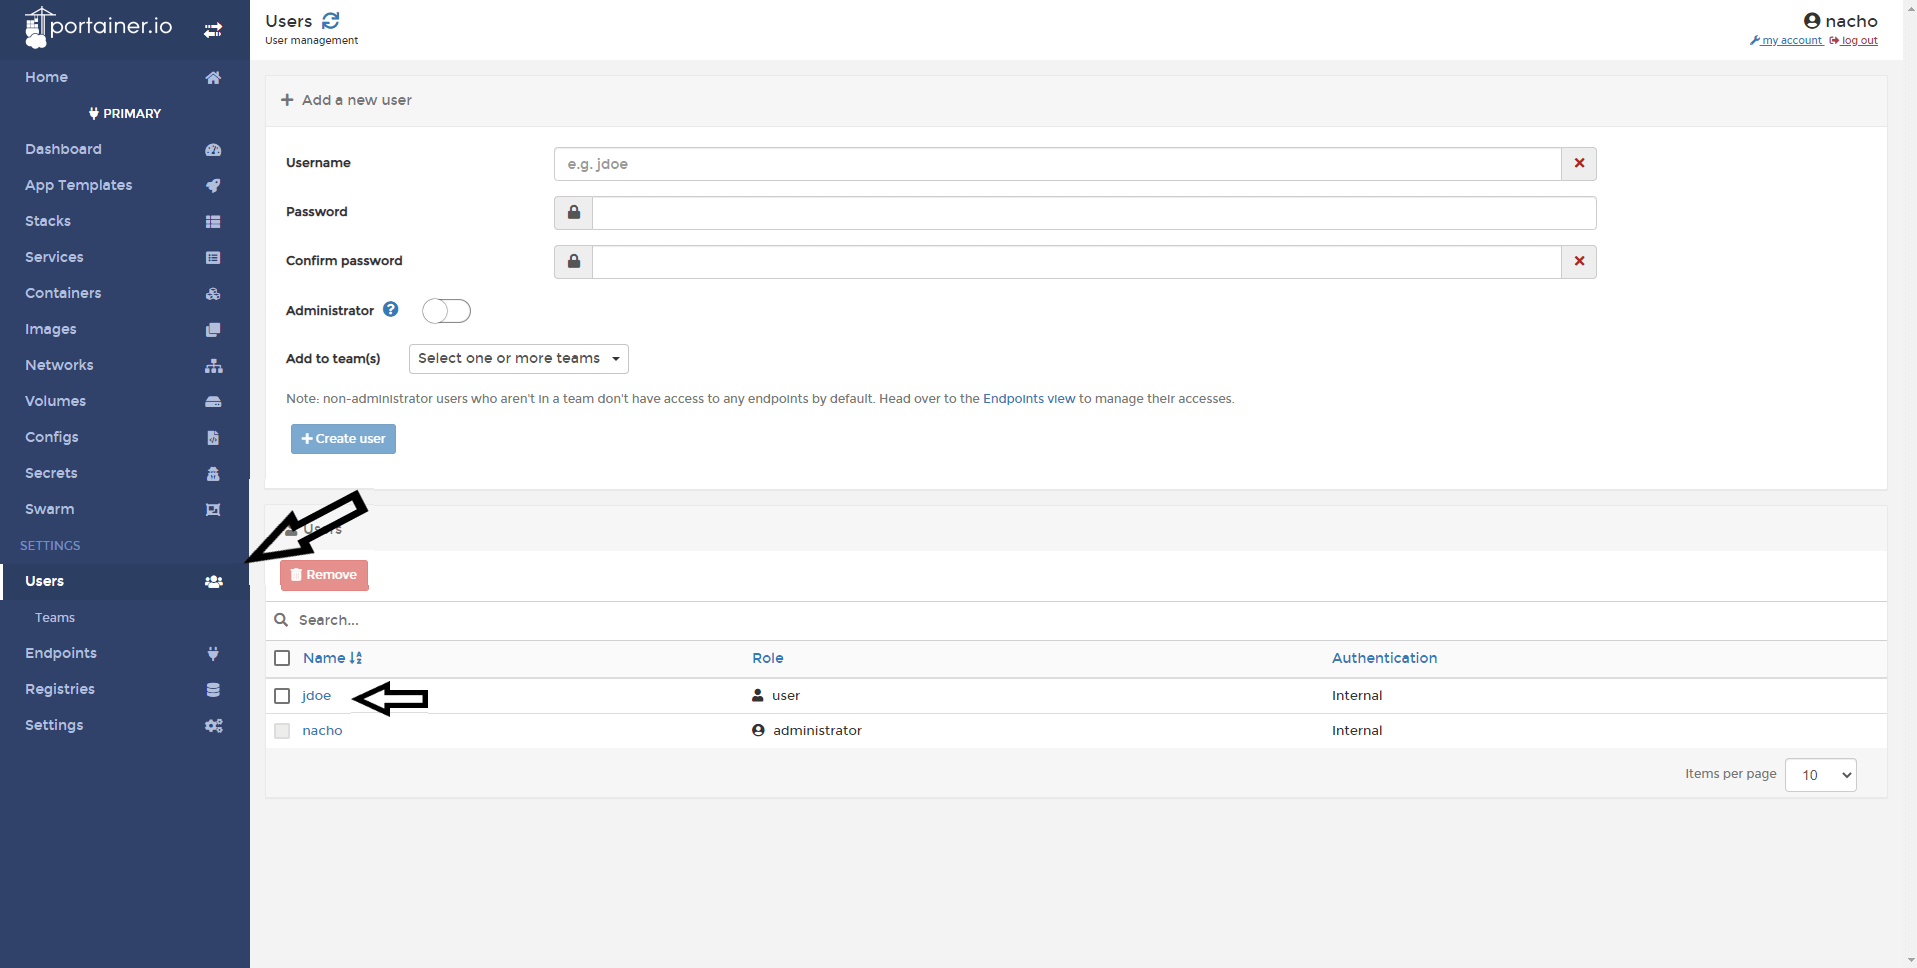 portainer.io
Home
PRIMARY
Dashboard
App Templates
Stacks
Services
Containers
Images
Networks
Volumes
Configs
Secrets
Swarm
SETTINGS
Users
Teams
Endpoints
Registries
Settings
Users
User management
nacho
my account log out
Add a new user
Username e.g. jdoe
Password
Confirm password
Administrator
Add to team(s) Select one or more teams
Note: non-administrator users who aren't in a team don't have access to any endpoints by default. Head over to the Endpoints view to manage their accesses.
Create user
Users
Remove
Search...
Name Role Authentication
jdoe user Internal
nacho administrator Internal
Items per page 10